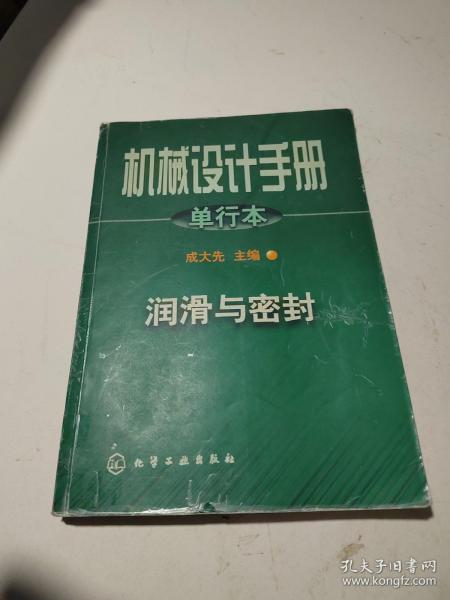 机械设计手册
单行本
成大先 主编
润滑与密封
化学工业出版社
孔夫子旧书网
www.kongfz.com